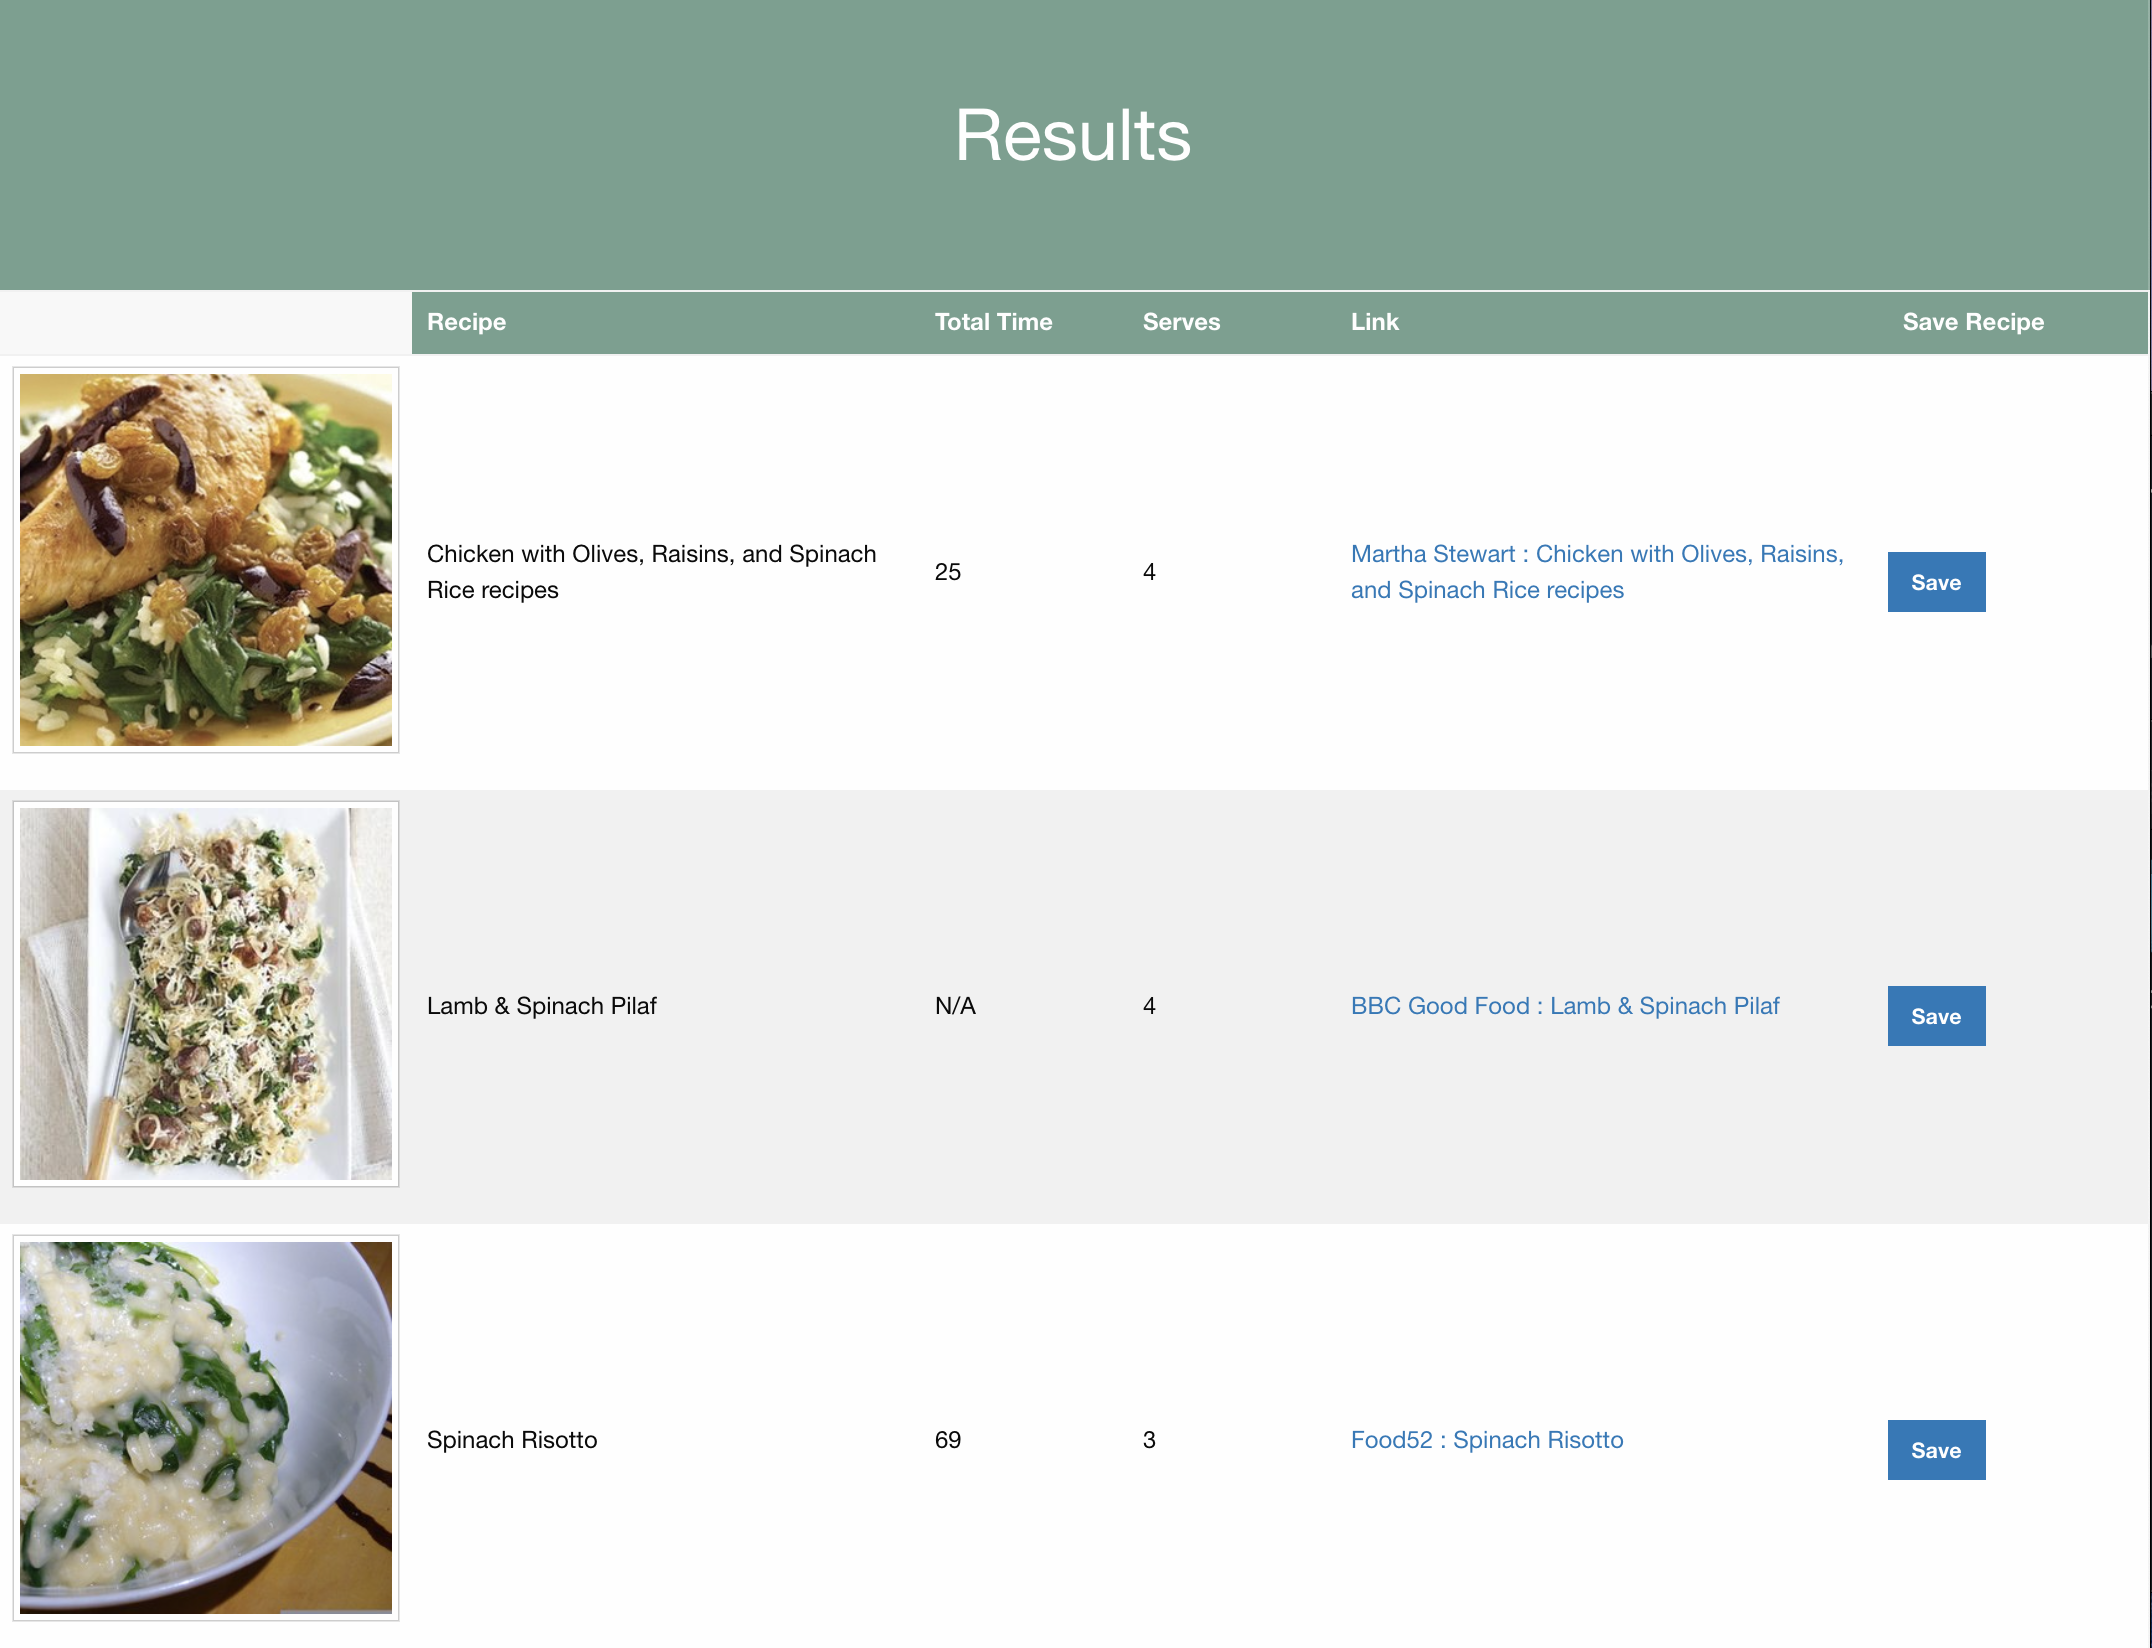 Results
Recipe Total Time Serves Link Save Recipe
Chicken with Olives, Raisins, and Spinach
Rice recipes
25
4
Martha Stewart : Chicken with Olives, Raisins,
and Spinach Rice recipes
Save
Lamb & Spinach Pilaf
N/A
4
BBC Good Food : Lamb & Spinach Pilaf
Save
Spinach Risotto
69
3
Food52 : Spinach Risotto
Save